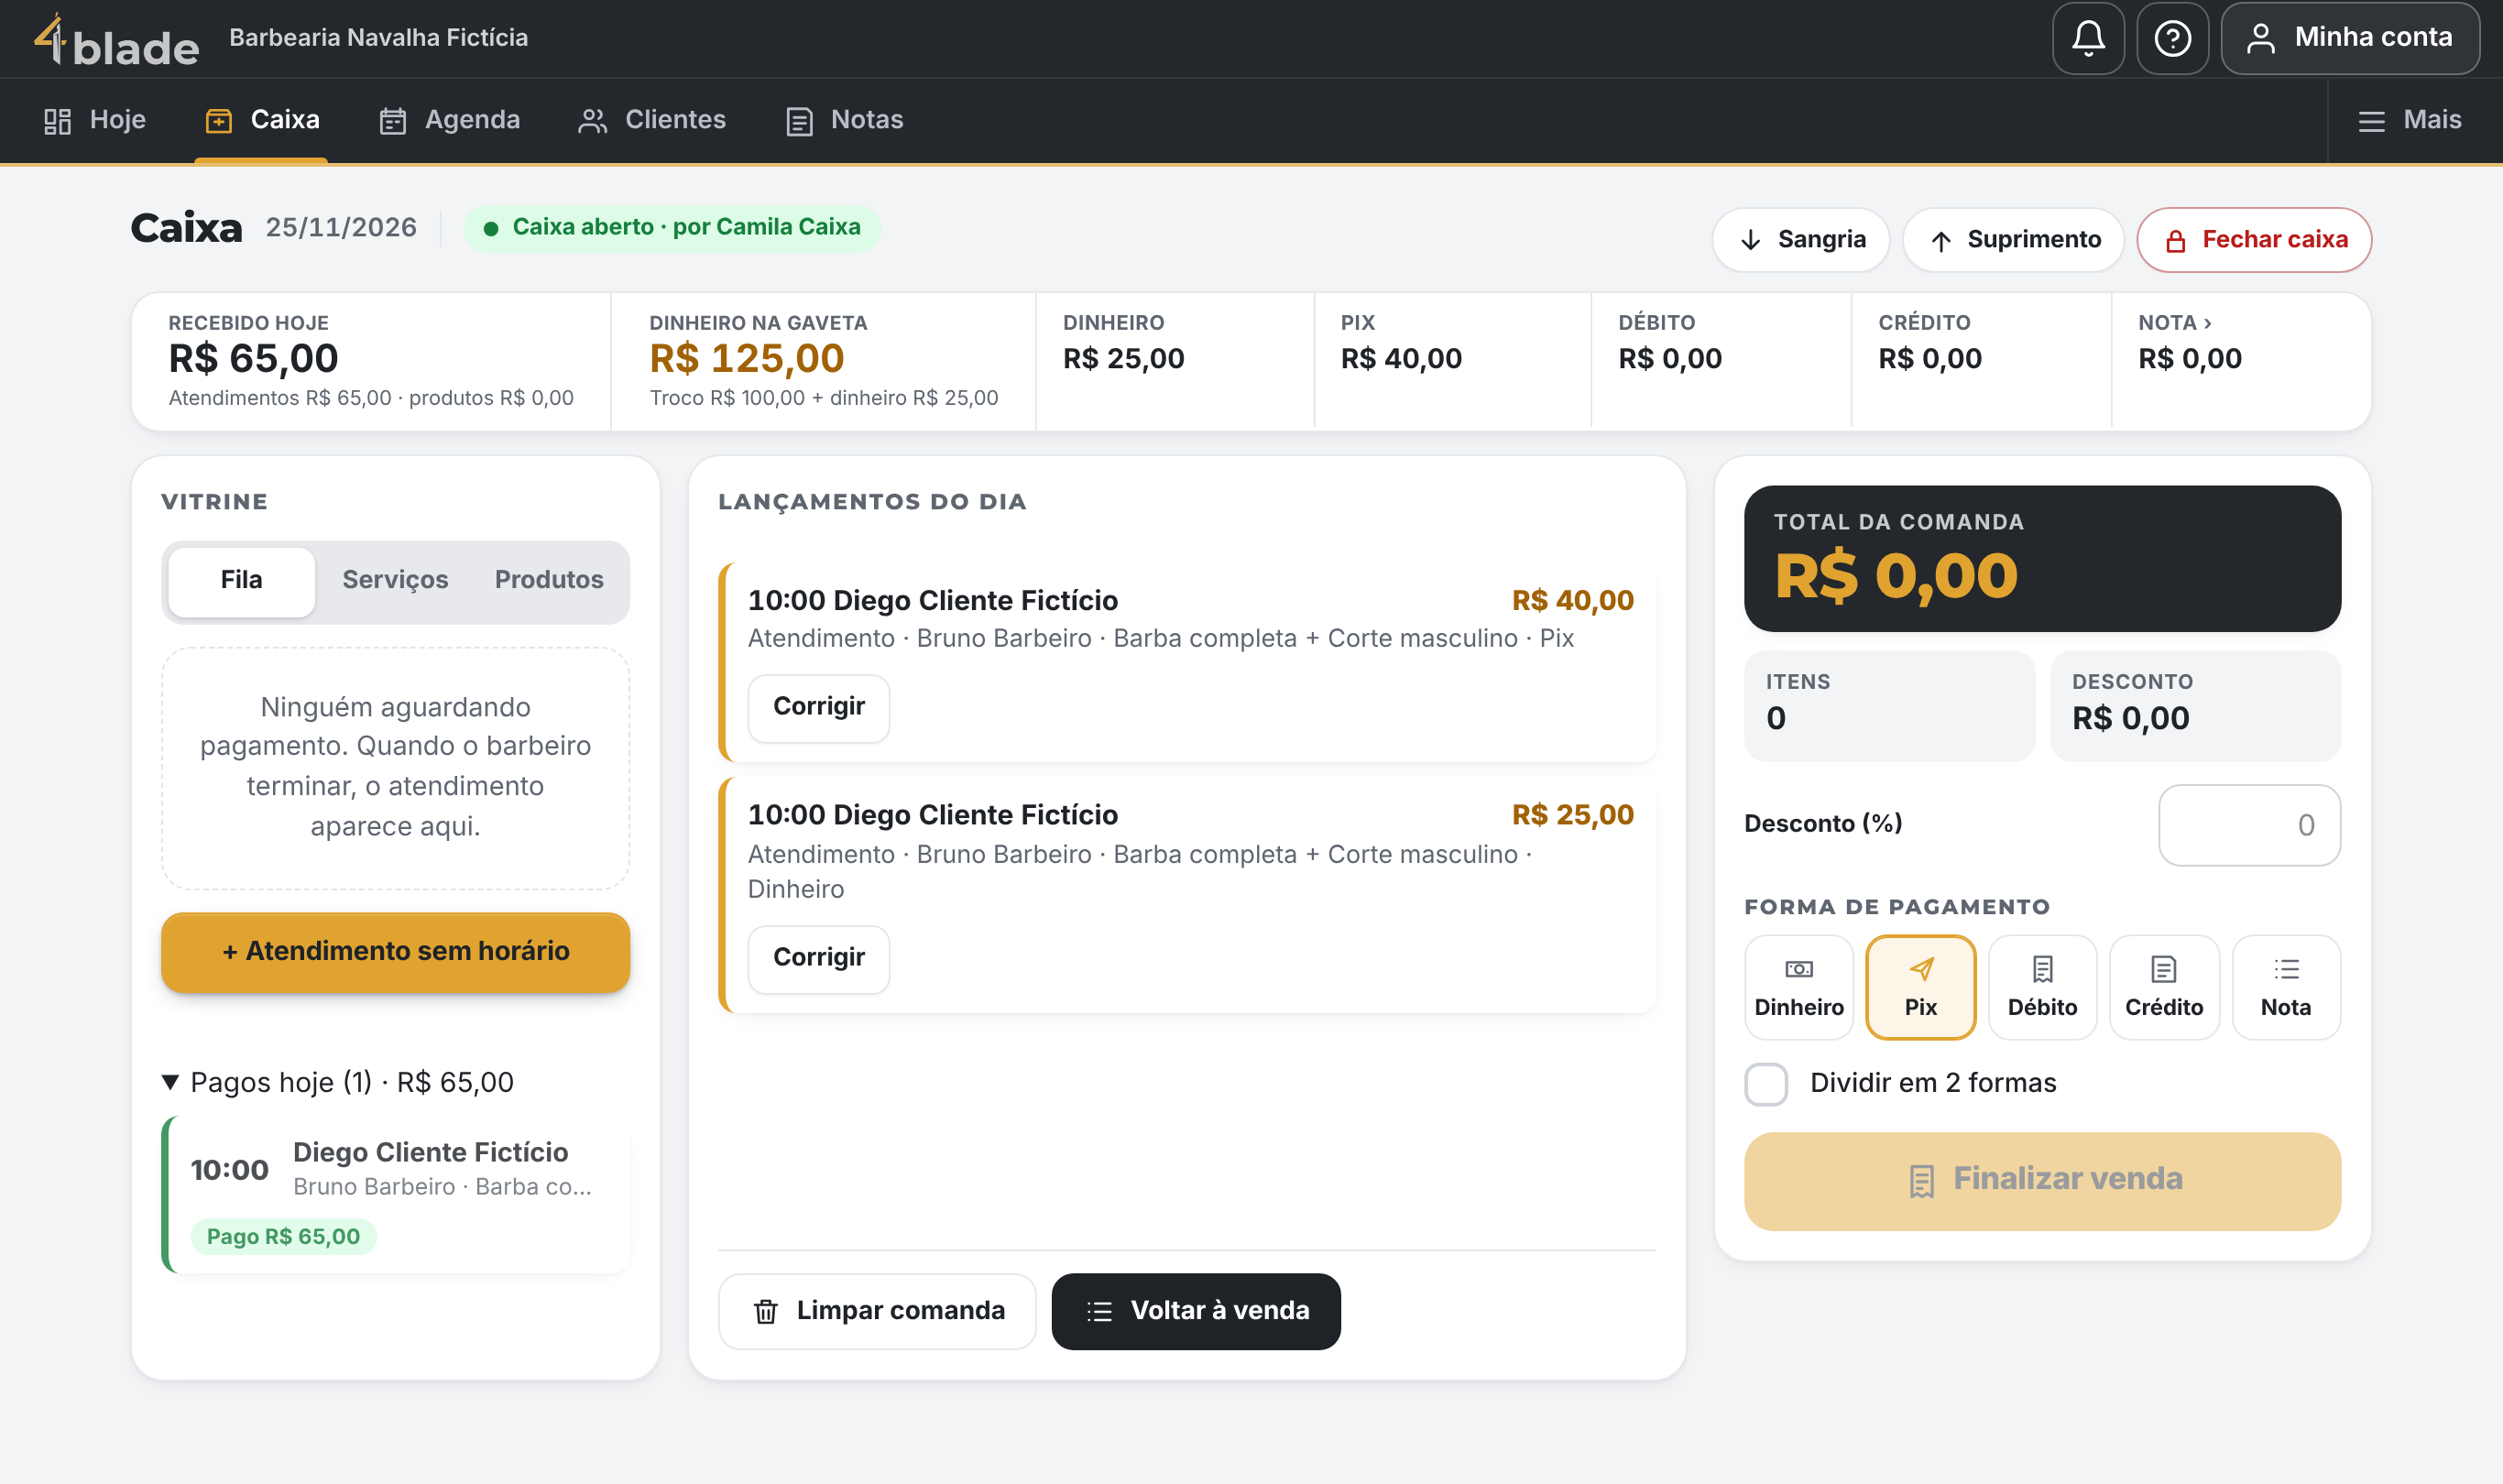 4blade
Barbearia Navalha Fictícia
Minha conta
Hoje
Caixa
Agenda
Clientes
Notas
Mais
Caixa
25/11/2026
Caixa aberto · por Camila Caixa
Sangria
Suprimento
Fechar caixa
RECEBIDO HOJE
R$ 65,00
Atendimentos R$ 65,00 · produtos R$ 0,00
DINHEIRO NA GAVETA
R$ 125,00
Troco R$ 100,00 + dinheiro R$ 25,00
DINHEIRO
R$ 25,00
PIX
R$ 40,00
DÉBITO
R$ 0,00
CRÉDITO
R$ 0,00
NOTA ›
R$ 0,00
VITRINE
Fila
Serviços
Produtos
Ninguém aguardando
pagamento. Quando o barbeiro
terminar, o atendimento
aparece aqui.
+ Atendimento sem horário
▼ Pagos hoje (1) · R$ 65,00
10:00
Diego Cliente Fictício
Bruno Barbeiro · Barba co...
Pago R$ 65,00
LANÇAMENTOS DO DIA
10:00 Diego Cliente Fictício
R$ 40,00
Atendimento · Bruno Barbeiro · Barba completa + Corte masculino · Pix
Corrigir
10:00 Diego Cliente Fictício
R$ 25,00
Atendimento · Bruno Barbeiro · Barba completa + Corte masculino ·
Dinheiro
Corrigir
Limpar comanda
Voltar à venda
TOTAL DA COMANDA
R$ 0,00
ITENS
0
DESCONTO
R$ 0,00
Desconto (%)
0
FORMA DE PAGAMENTO
Dinheiro
Pix
Débito
Crédito
Nota
Dividir em 2 formas
Finalizar venda